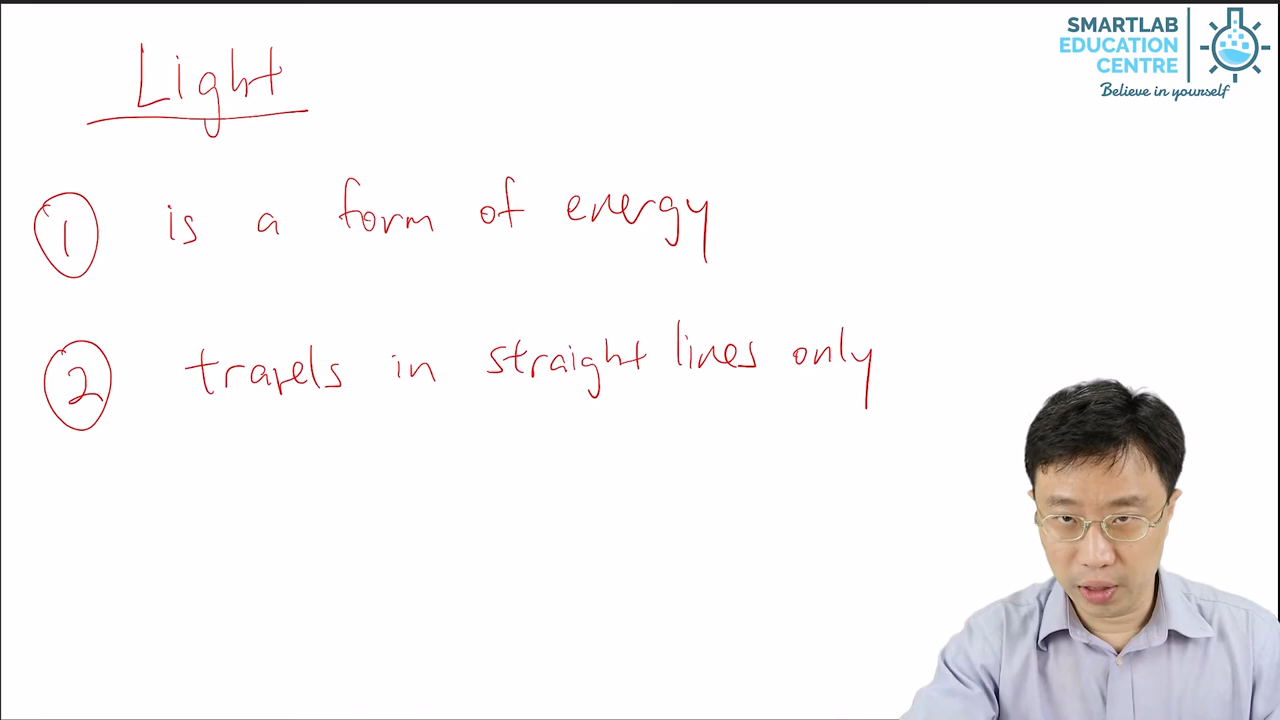 SMARTLAB
EDUCATION
CENTRE
Believe in yourself
Light
1 is a form of energy
2 travels in straight lines only